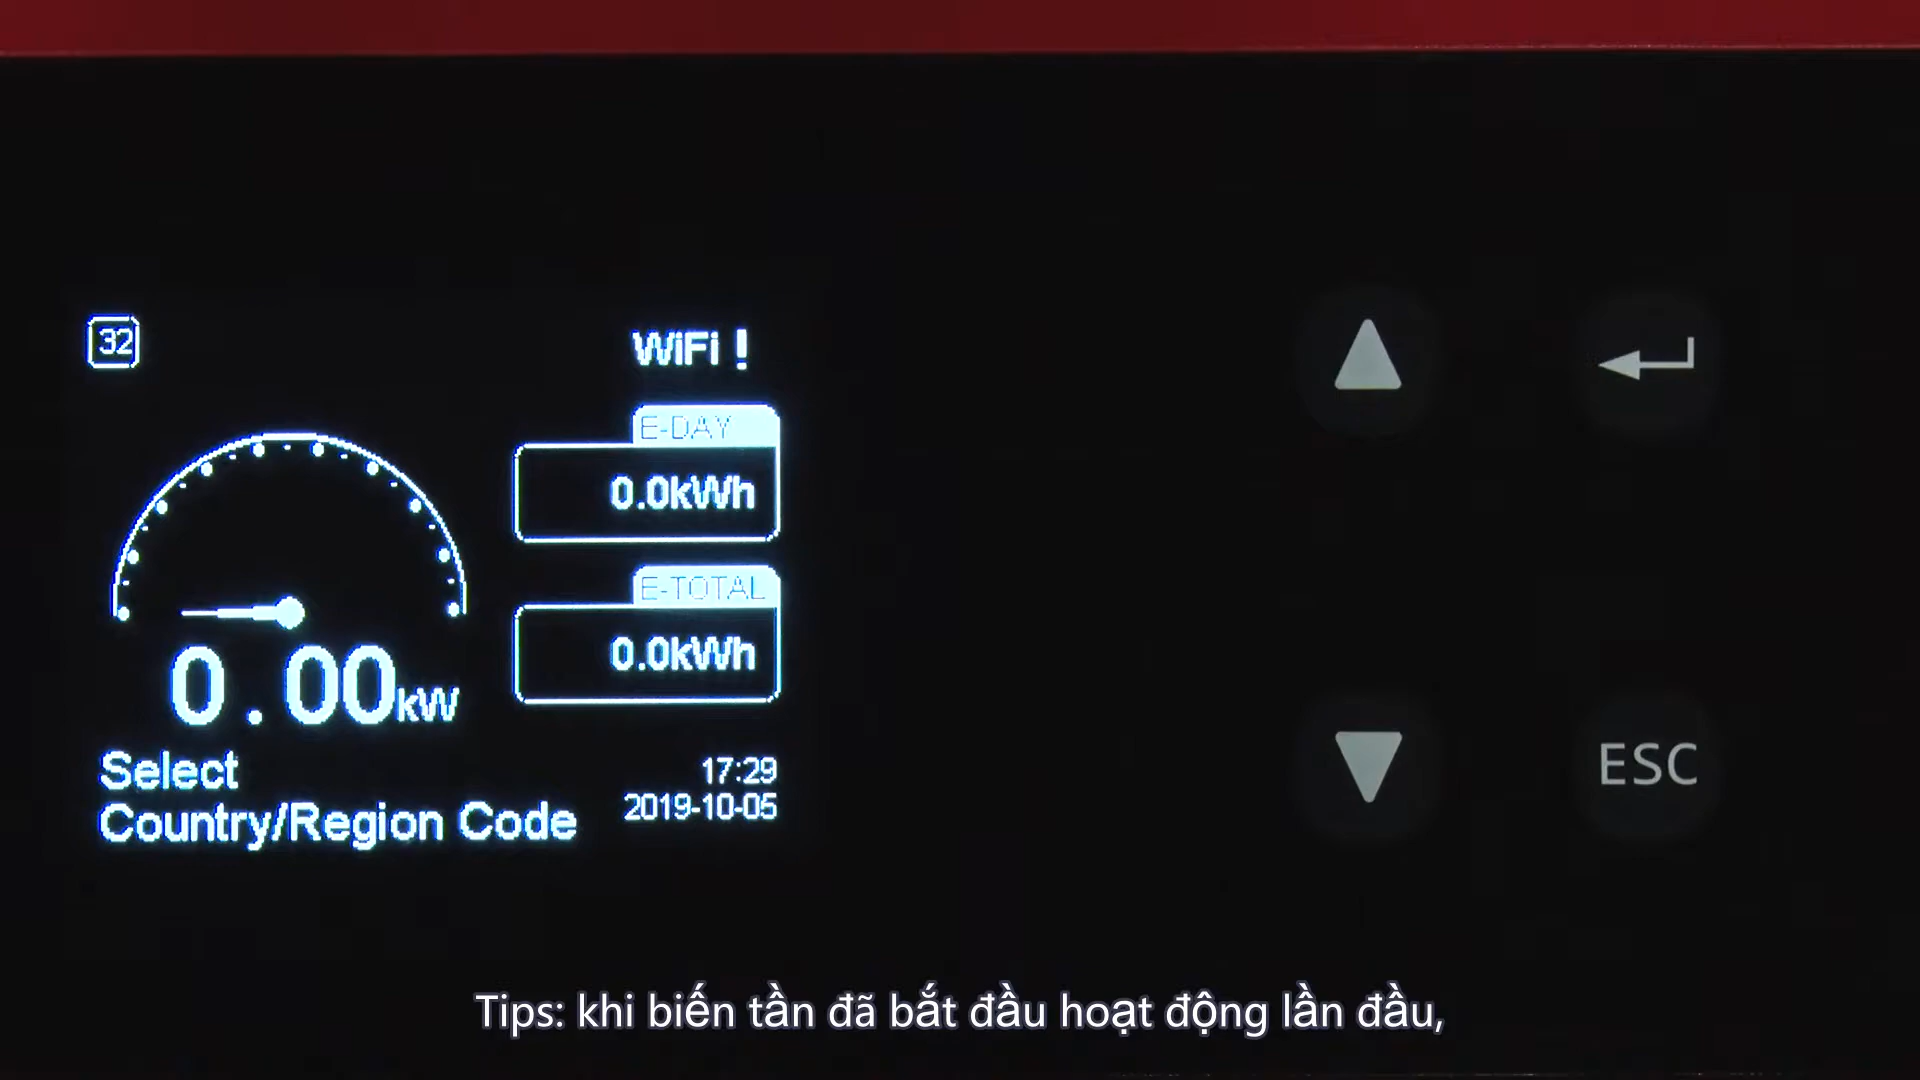 32
WiFi !
E-DAY
0.0kWh
E-TOTAL
0.0kWh
0.00kW
Select
Country/Region Code
17:29
2019-10-05
ESC
Tips: khi biến tần đã bắt đầu hoạt động lần đầu,